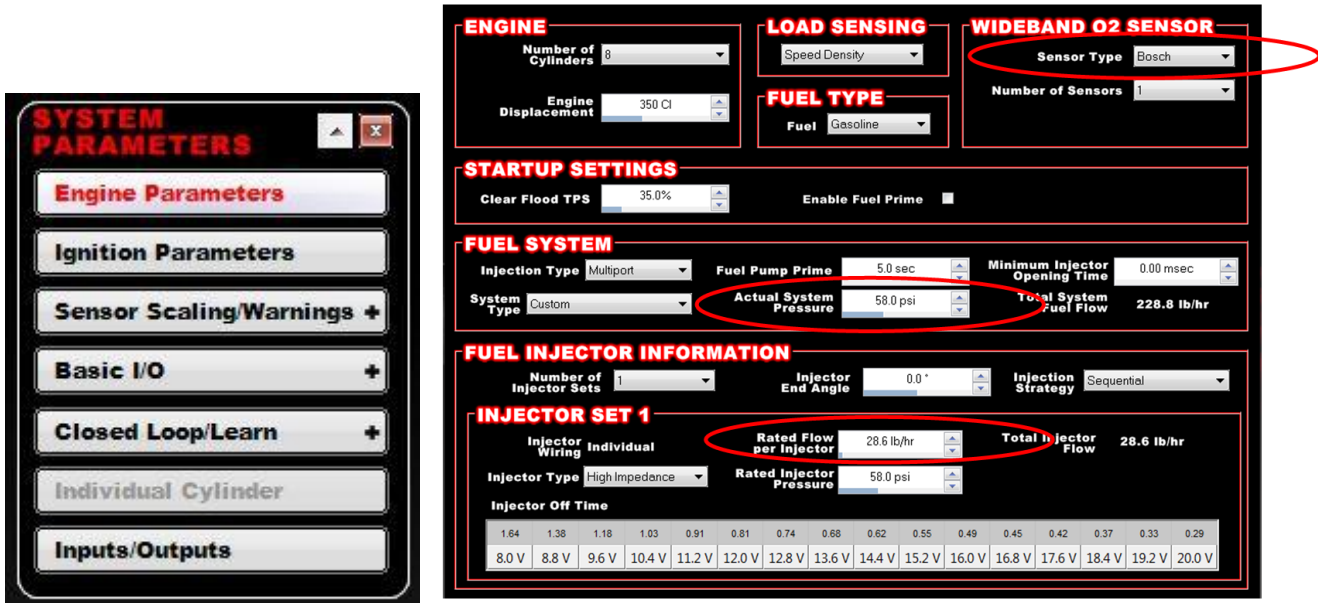 SYSTEM
PARAMETERS
Engine Parameters
Ignition Parameters
Sensor Scaling/Warnings +
Basic I/O +
Closed Loop/Learn +
Individual Cylinder
Inputs/Outputs
ENGINE
Number of
Cylinders 8
Engine
Displacement 350 CI
LOAD SENSING
Speed Density
FUEL TYPE
Fuel Gasoline
WIDEBAND O2 SENSOR
Sensor Type Bosch
Number of Sensors 1
STARTUP SETTINGS
Clear Flood TPS 35.0% Enable Fuel Prime
FUEL SYSTEM
Injection Type Multiport Fuel Pump Prime 5.0 sec Minimum Injector
Opening Time 0.00 msec
System
Type Custom Actual System
Pressure 58.0 psi Total System
Fuel Flow 228.8 lb/hr
FUEL INJECTOR INFORMATION
Number of
Injector Sets 1 Injector
End Angle 0.0 ° Injection
Strategy Sequential
INJECTOR SET 1
Injector
Wiring Individual Rated Flow
per Injector 28.6 lb/hr Total Injector
Flow 28.6 lb/hr
Injector Type High Impedance Rated Injector
Pressure 58.0 psi
Injector Off Time
1.64 1.38 1.18 1.03 0.91 0.81 0.74 0.68 0.62 0.55 0.49 0.45 0.42 0.37 0.33 0.29
8.0 V 8.8 V 9.6 V 10.4 V 11.2 V 12.0 V 12.8 V 13.6 V 14.4 V 15.2 V 16.0 V 16.8 V 17.6 V 18.4 V 19.2 V 20.0 V